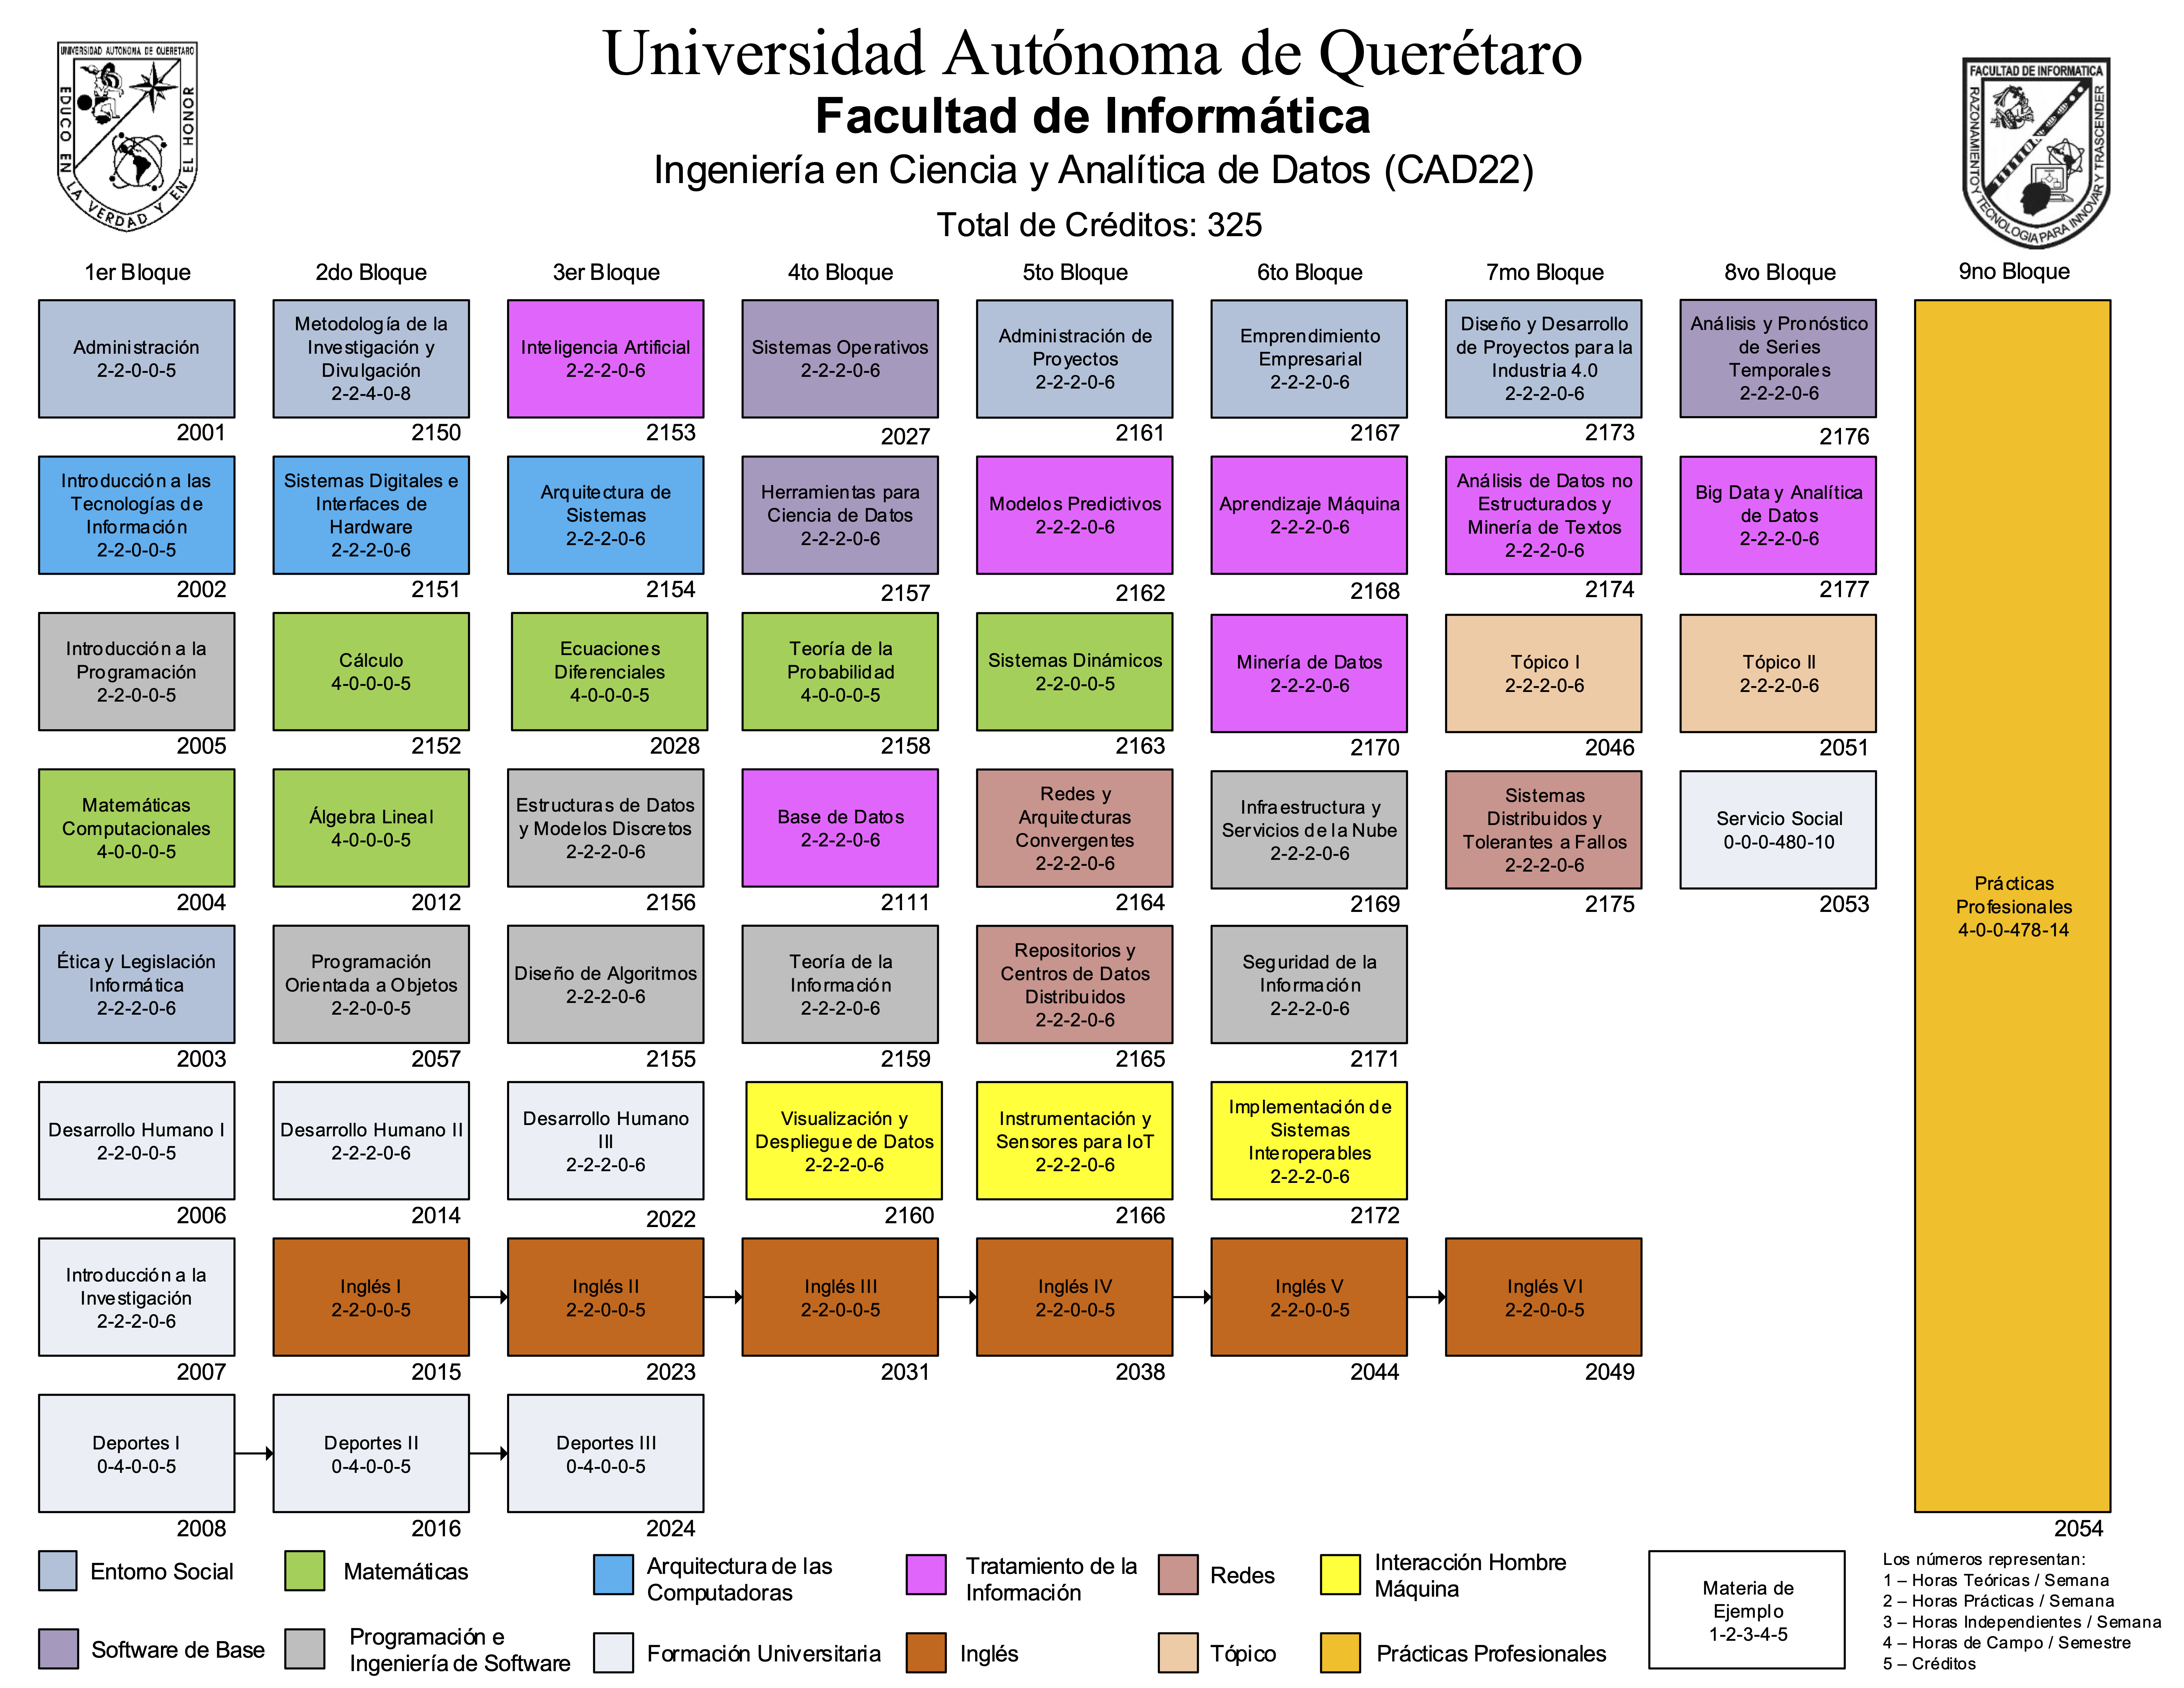 Universidad Autónoma de Querétaro
Facultad de Informática
Ingeniería en Ciencia y Analítica de Datos (CAD22)
Total de Créditos: 325
UNIVERSIDAD AUTONOMA DE QUERETARO
EDUCO EN LA VERDAD Y EN EL HONOR
FACULTAD DE INFORMATICA
RAZONAMIENTO Y TECNOLOGIA PARA INNOVAR Y TRASCENDER
1er Bloque
Administración
2-2-0-0-5
2001
Introducción a las
Tecnologías de
Información
2-2-0-0-5
2002
Introducción a la
Programación
2-2-0-0-5
2005
Matemáticas
Computacionales
4-0-0-0-5
2004
Ética y Legislación
Informática
2-2-2-0-6
2003
Desarrollo Humano I
2-2-0-0-5
2006
Introducción a la
Investigación
2-2-2-0-6
2007
Deportes I
0-4-0-0-5
2008
2do Bloque
Metodología de la
Investigación y
Divulgación
2-2-4-0-8
2150
Sistemas Digitales e
Interfaces de
Hardware
2-2-2-0-6
2151
Cálculo
4-0-0-0-5
2152
Álgebra Lineal
4-0-0-0-5
2012
Programación
Orientada a Objetos
2-2-0-0-5
2057
Desarrollo Humano II
2-2-2-0-6
2014
Inglés I
2-2-0-0-5
2015
Deportes II
0-4-0-0-5
2016
3er Bloque
Inteligencia Artificial
2-2-2-0-6
2153
Arquitectura de
Sistemas
2-2-2-0-6
2154
Ecuaciones
Diferenciales
4-0-0-0-5
2028
Estructuras de Datos
y Modelos Discretos
2-2-2-0-6
2156
Diseño de Algoritmos
2-2-2-0-6
2155
Desarrollo Humano
III
2-2-2-0-6
2022
Inglés II
2-2-0-0-5
2023
Deportes III
0-4-0-0-5
2024
4to Bloque
Sistemas Operativos
2-2-2-0-6
2027
Herramientas para
Ciencia de Datos
2-2-2-0-6
2157
Teoría de la
Probabilidad
4-0-0-0-5
2158
Base de Datos
2-2-2-0-6
2111
Teoría de la
Información
2-2-2-0-6
2159
Visualización y
Despliegue de Datos
2-2-2-0-6
2160
Inglés III
2-2-0-0-5
2031
5to Bloque
Administración de
Proyectos
2-2-2-0-6
2161
Modelos Predictivos
2-2-2-0-6
2162
Sistemas Dinámicos
2-2-0-0-5
2163
Redes y
Arquitecturas
Convergentes
2-2-2-0-6
2164
Repositorios y
Centros de Datos
Distribuidos
2-2-2-0-6
2165
Instrumentación y
Sensores para IoT
2-2-2-0-6
2166
Inglés IV
2-2-0-0-5
2038
6to Bloque
Emprendimiento
Empresarial
2-2-2-0-6
2167
Aprendizaje Máquina
2-2-2-0-6
2168
Minería de Datos
2-2-2-0-6
2170
Infraestructura y
Servicios de la Nube
2-2-2-0-6
2169
Seguridad de la
Información
2-2-2-0-6
2171
Implementación de
Sistemas
Interoperables
2-2-2-0-6
2172
Inglés V
2-2-0-0-5
2044
7mo Bloque
Diseño y Desarrollo
de Proyectos para la
Industria 4.0
2-2-2-0-6
2173
Análisis de Datos no
Estructurados y
Minería de Textos
2-2-2-0-6
2174
Tópico I
2-2-2-0-6
2046
Sistemas
Distribuidos y
Tolerantes a Fallos
2-2-2-0-6
2175
Inglés VI
2-2-0-0-5
2049
8vo Bloque
Análisis y Pronóstico
de Series
Temporales
2-2-2-0-6
2176
Big Data y Analítica
de Datos
2-2-2-0-6
2177
Tópico II
2-2-2-0-6
2051
Servicio Social
0-0-0-480-10
2053
9no Bloque
Prácticas
Profesionales
4-0-0-478-14
2054
Entorno Social
Matemáticas
Arquitectura de las
Computadoras
Tratamiento de la
Información
Redes
Interacción Hombre
Máquina
Software de Base
Programación e
Ingeniería de Software
Formación Universitaria
Inglés
Tópico
Prácticas Profesionales
Materia de
Ejemplo
1-2-3-4-5
Los números representan:
1 – Horas Teóricas / Semana
2 – Horas Prácticas / Semana
3 – Horas Independientes / Semana
4 – Horas de Campo / Semestre
5 – Créditos